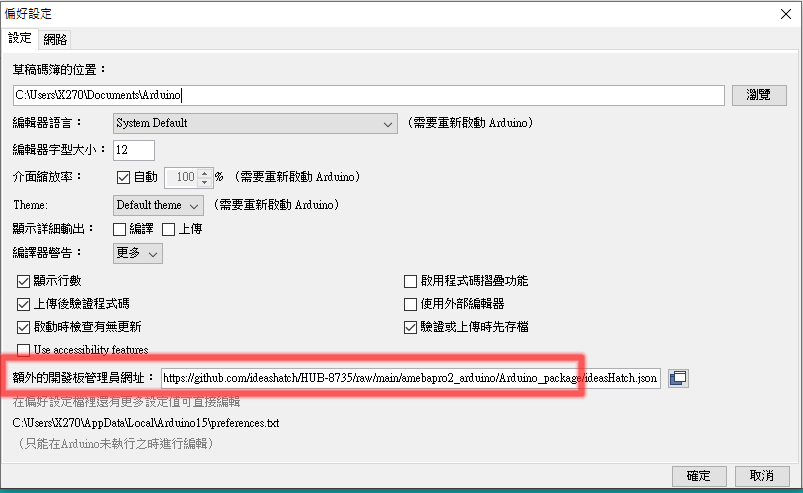 偏好設定
設定 網路
草稿碼簿的位置：
C:\Users\X270\Documents\Arduino 瀏覽
編輯器語言： System Default （需要重新啟動 Arduino）
編輯器字型大小： 12
介面縮放率： 自動 100 % （需要重新啟動 Arduino）
Theme: Default theme （需要重新啟動 Arduino）
顯示詳細輸出： 編譯 上傳
編譯器警告： 更多
顯示行數 啟用程式碼摺疊功能
上傳後驗證程式碼 使用外部編輯器
啟動時檢查有無更新 驗證或上傳時先存檔
Use accessibility features
額外的開發板管理員網址： https://github.com/ideashatch/HUB-8735/raw/main/amebapro2_arduino/Arduino_package/ideasHatch.json
在偏好設定檔裡還有更多設定值可直接編輯
C:\Users\X270\AppData\Local\Arduino15\preferences.txt
（只能在Arduino未執行之時進行編輯）
確定 取消